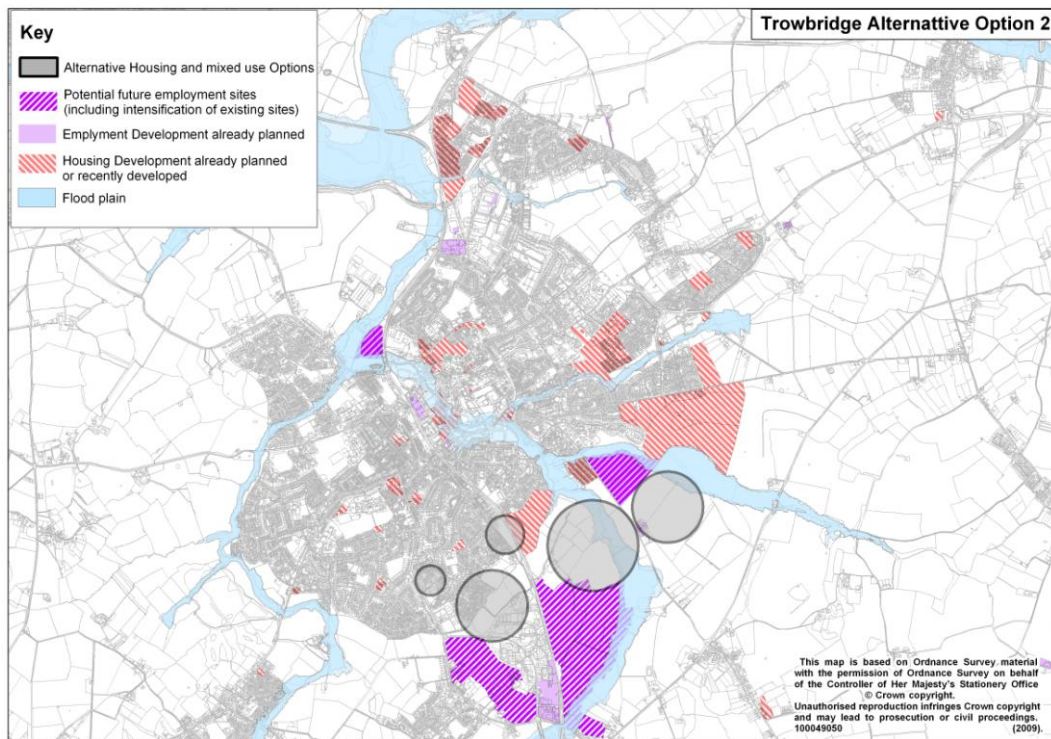 Trowbridge Alternattive Option 2
Key
Alternative Housing and mixed use Options
Potential future employment sites
(including intensification of existing sites)
Emplyment Development already planned
Housing Development already planned
or recently developed
Flood plain
This map is based on Ordnance Survey material
with the permission of Ordnance Survey on behalf
of the Controller of Her Majesty's Stationery Office
© Crown copyright.
Unauthorised reproduction infringes Crown copyright
and may lead to prosecution or civil proceedings.
100049050 (2009).